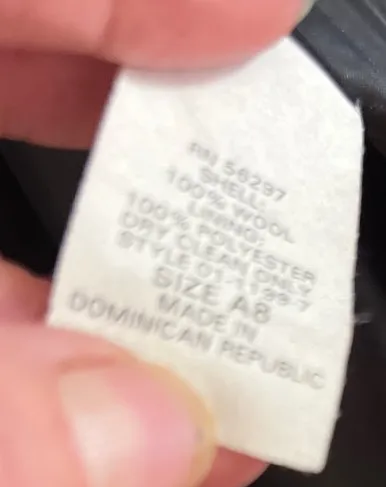 RN 56297
SHELL:
100% WOOL
LINING:
100% POLYESTER
DRY CLEAN ONLY
STYLE 01-1199-7
SIZE A8
MADE IN
DOMINICAN REPUBLIC